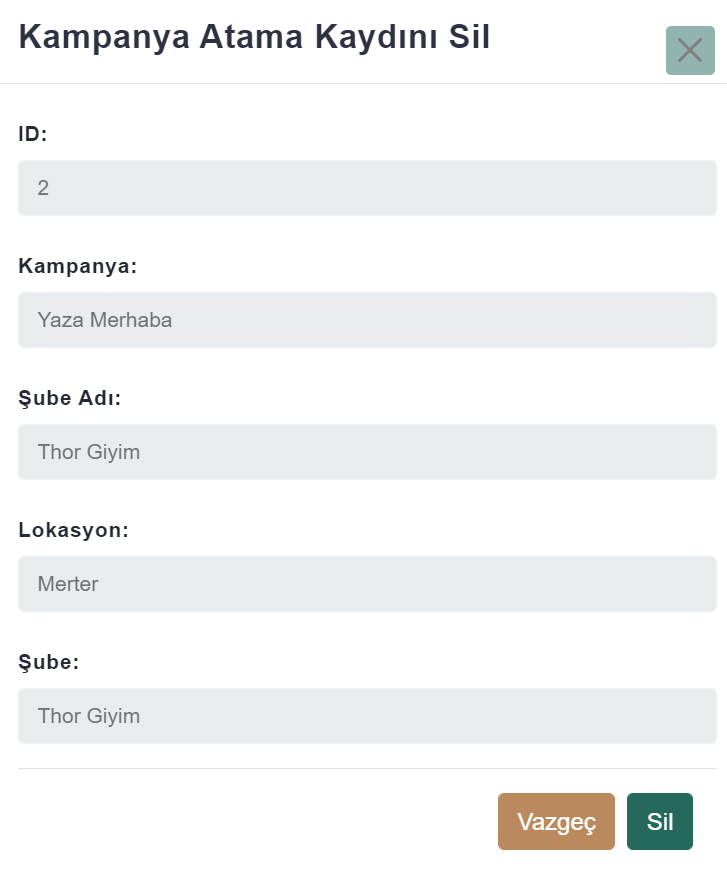 Kampanya Atama Kaydını Sil
ID:
2
Kampanya:
Yaza Merhaba
Şube Adı:
Thor Giyim
Lokasyon:
Merter
Şube:
Thor Giyim
Vazgeç
Sil